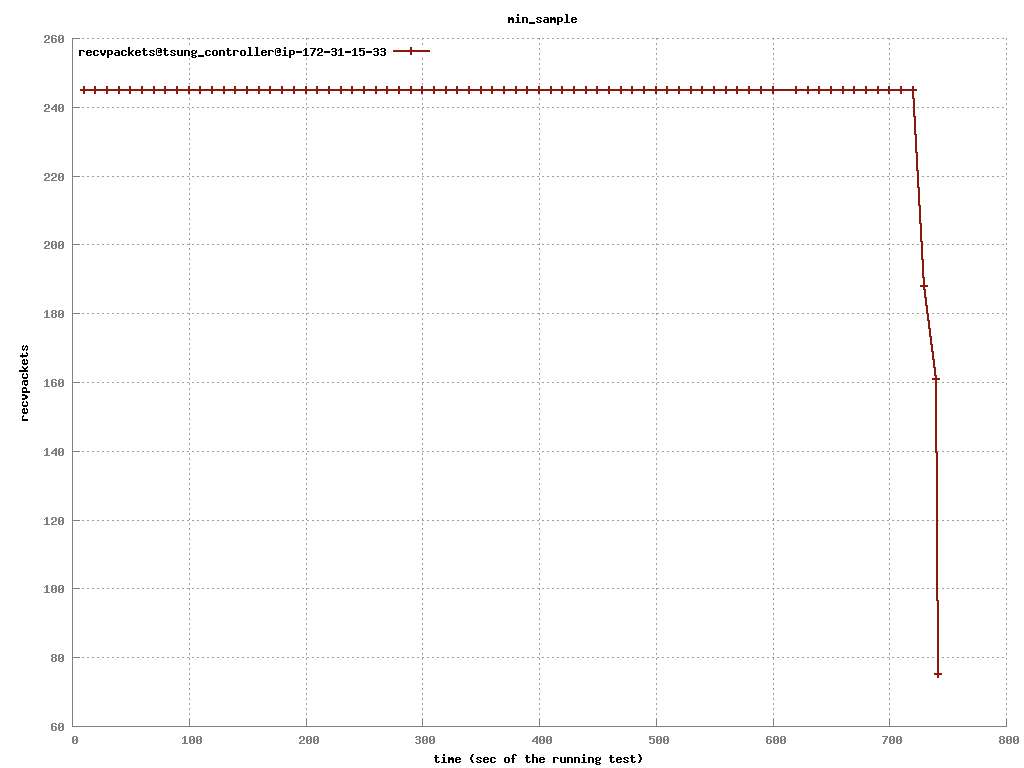 min_sample
260
recvpackets@tsung_controller@ip-172-31-15-33
240
220
200
180
160
140
120
100
80
60
recvpackets
0 100 200 300 400 500 600 700 800
time (sec of the running test)